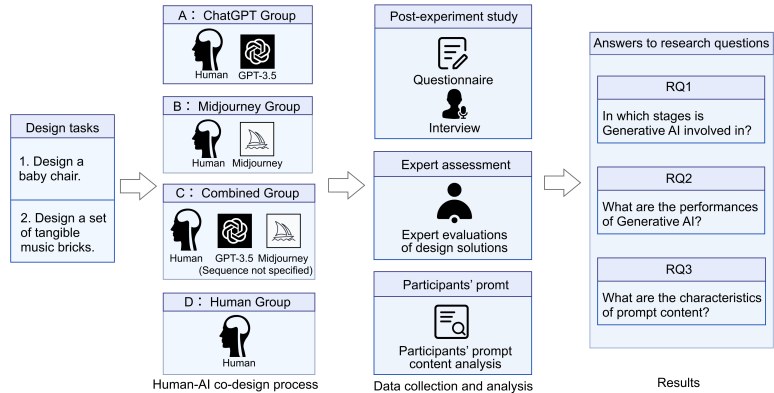 Design tasks
1. Design a
baby chair.
2. Design a set
of tangible
music bricks.
A： ChatGPT Group
Human GPT-3.5
B： Midjourney Group
Human Midjourney
C： Combined Group
Human GPT-3.5 Midjourney
(Sequence not specified)
D： Human Group
Human
Human-AI co-design process
Post-experiment study
Questionnaire
Interview
Expert assessment
Expert evaluations
of design solutions
Participants' promt
Participants' prompt
content analysis
Data collection and analysis
Answers to research questions
RQ1
In which stages is
Generative AI involved in?
RQ2
What are the performances
of Generative AI?
RQ3
What are the characteristics
of prompt content?
Results